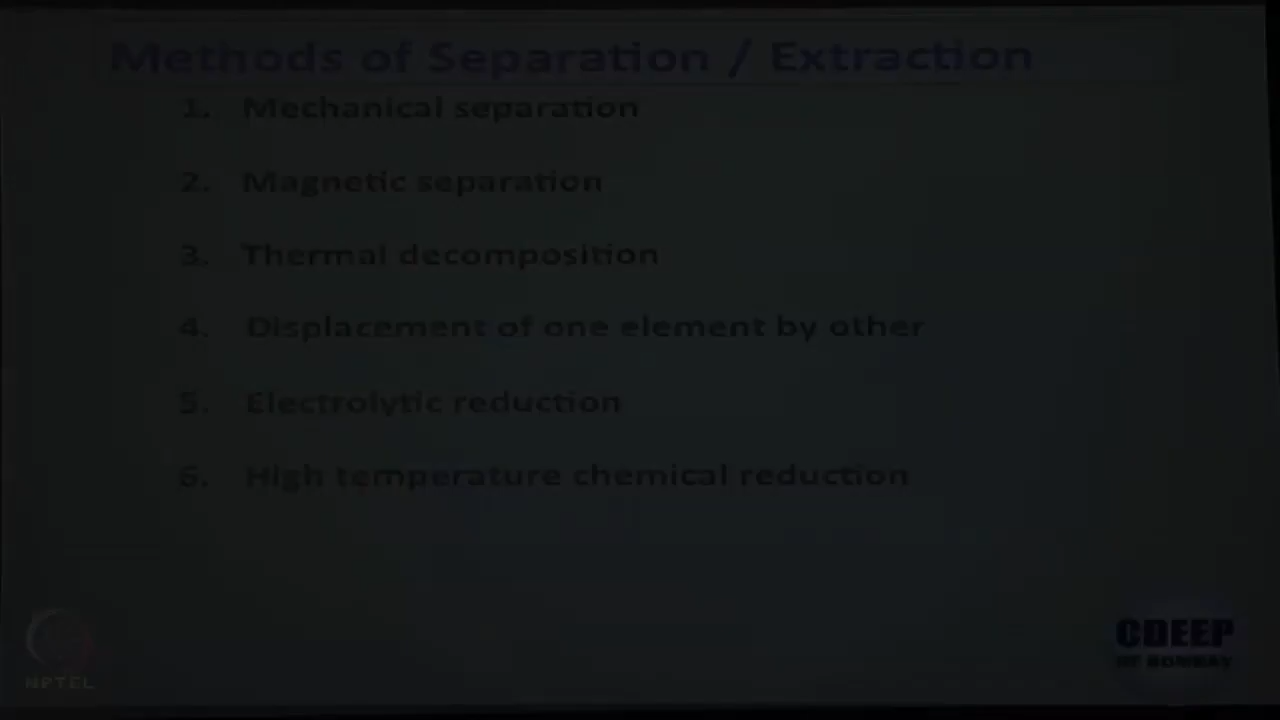 Methods of Separation / Extraction
1. Mechanical separation
2. Magnetic separation
3. Thermal decomposition
4. Displacement of one element by other
5. Electrolytic reduction
6. High temperature chemical reduction
NPTEL
CDEEP
IIT BOMBAY